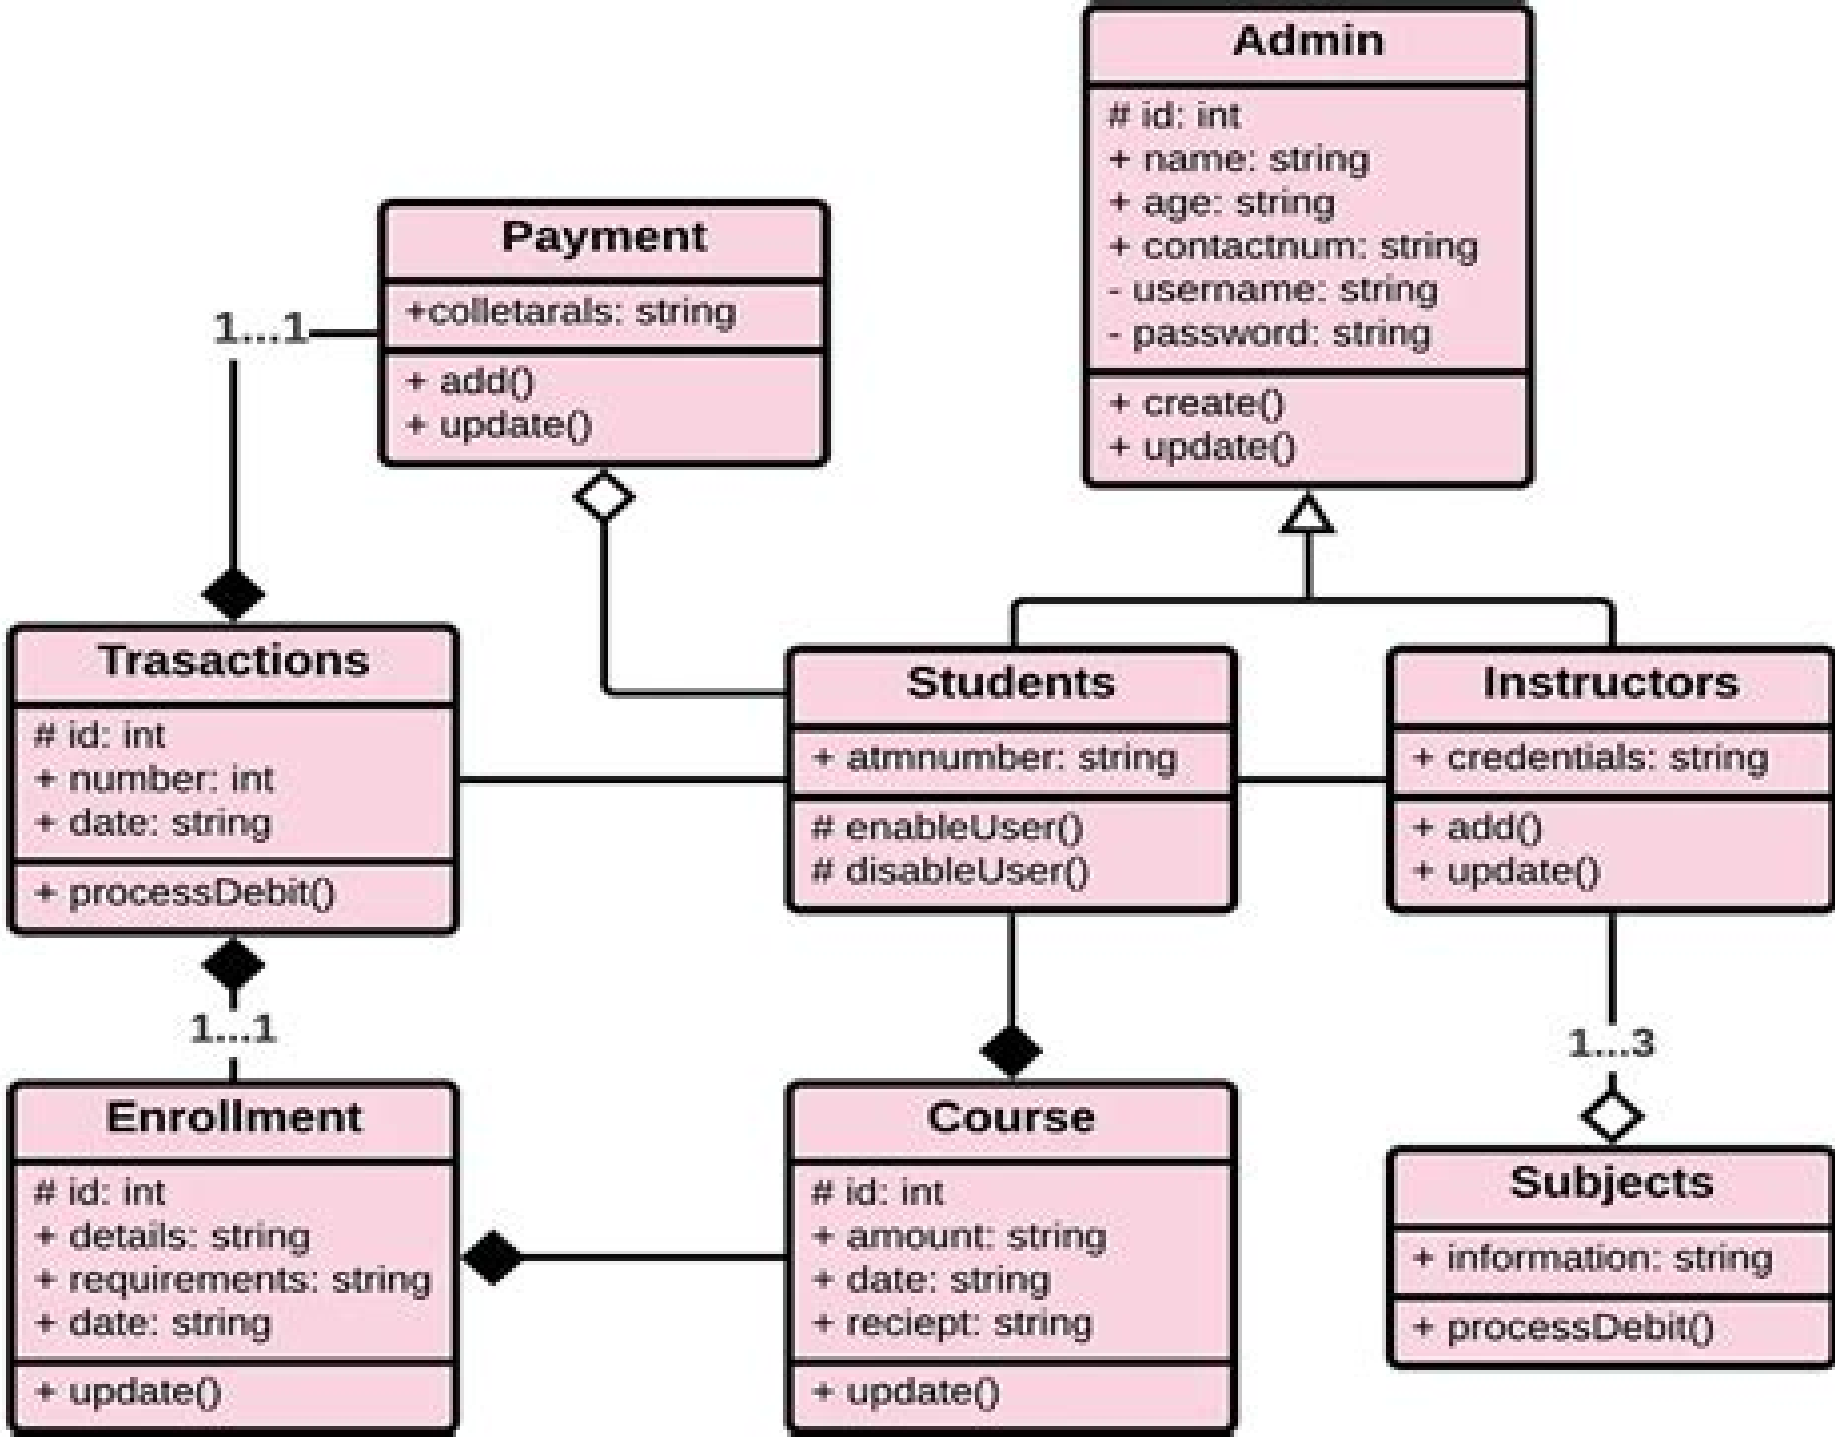 Admin
# id: int
+ name: string
+ age: string
+ contactnum: string
- username: string
- password: string
+ create()
+ update()
Payment
+colletarals: string
+ add()
+ update()
1...1
Trasactions
# id: int
+ number: int
+ date: string
+ processDebit()
Students
+ atmnumber: string
# enableUser()
# disableUser()
Instructors
+ credentials: string
+ add()
+ update()
1...1
1...3
Enrollment
# id: int
+ details: string
+ requirements: string
+ date: string
+ update()
Course
# id: int
+ amount: string
+ date: string
+ reciept: string
+ update()
Subjects
+ information: string
+ processDebit()